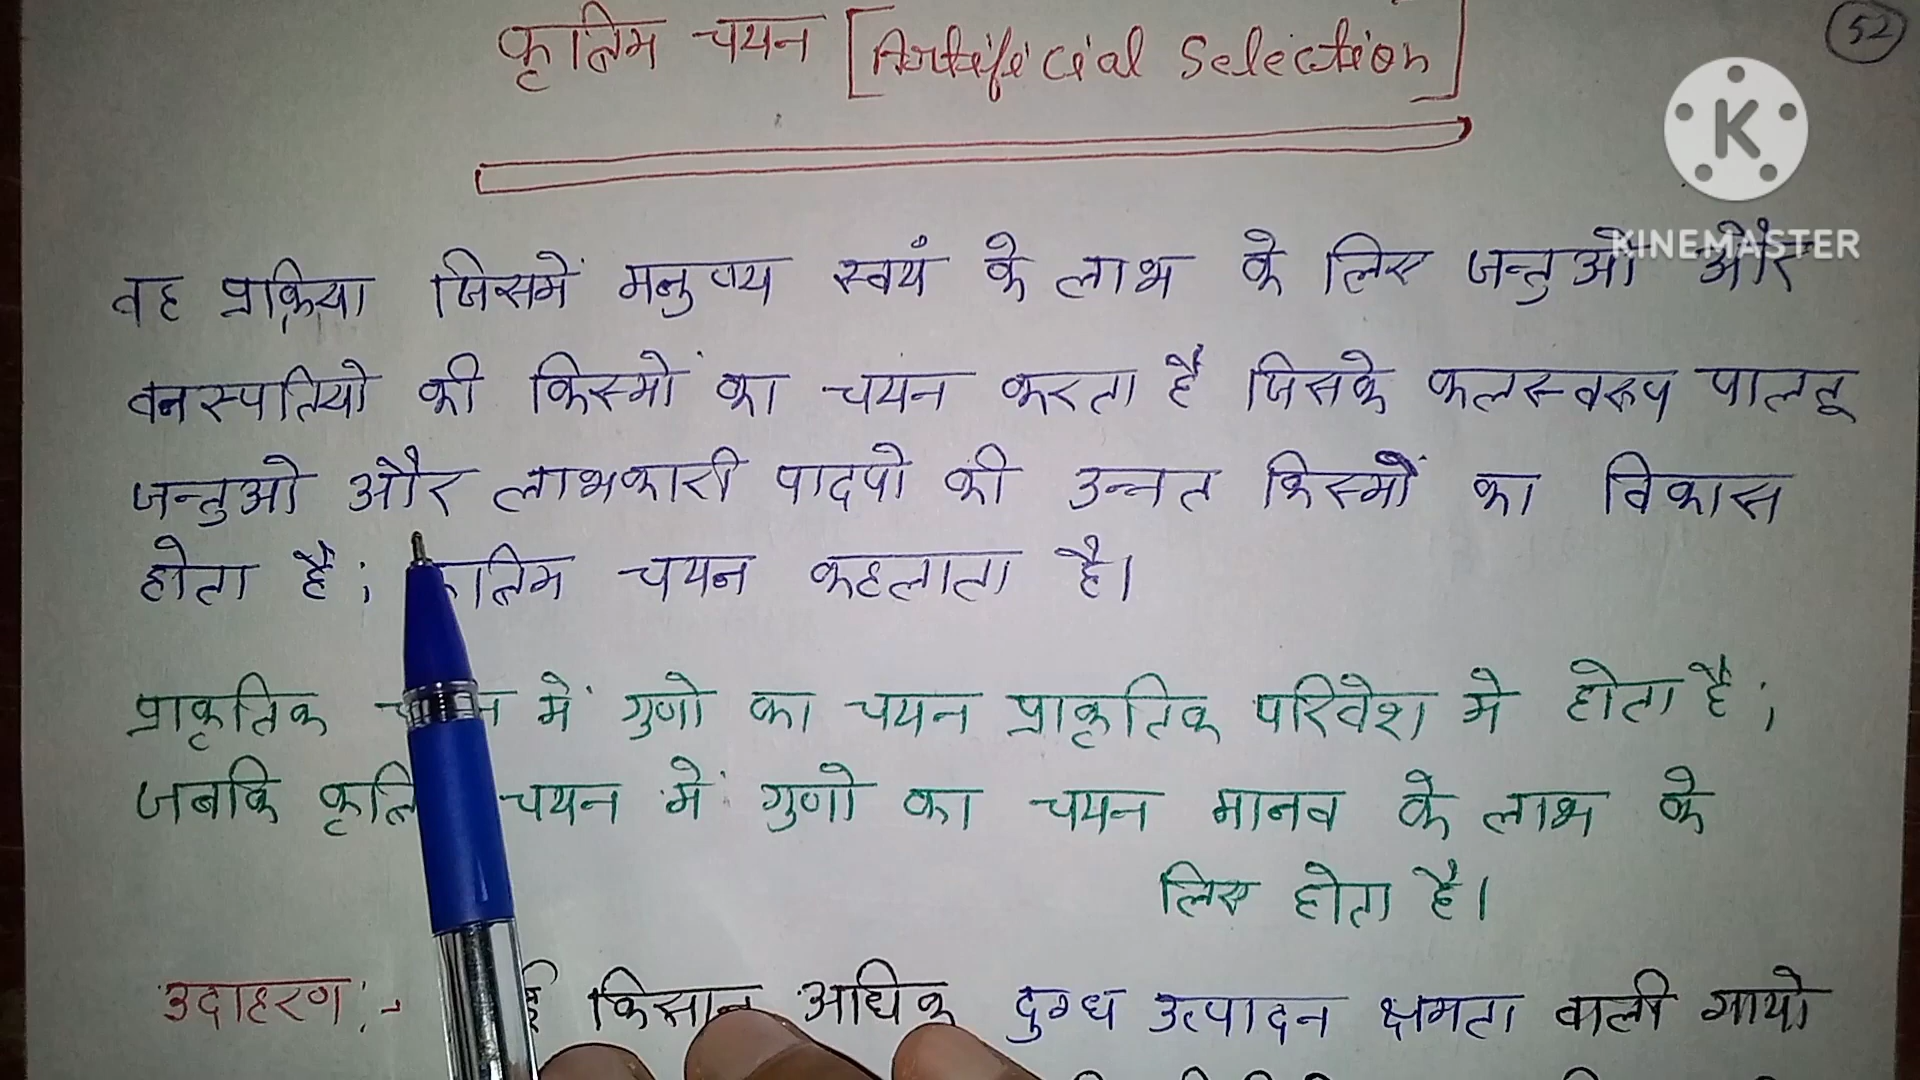 कृत्रिम चयन [Artificial Selection]
52
K
KINEMASTER
वह प्रक्रिया जिसमें मनुष्य स्वयं के लाभ के लिए जन्तुओ और
वनस्पतियो की किस्मों का चयन करता है जिसके फलस्वरूप पालतू
जन्तुओ और लाभकारी पादपो की उन्नत किस्मों का विकास
होता है; चयन कहलाता है।
प्राकृतिक में गुणो का चयन प्राकृतिक परिवेश मे होता है;
जबकि चयन में गुणो का चयन मानव के लाभ के
लिए होता है।
उदाहरण:- किसान अधिक दुग्ध उत्पादन क्षमता वाली गायो